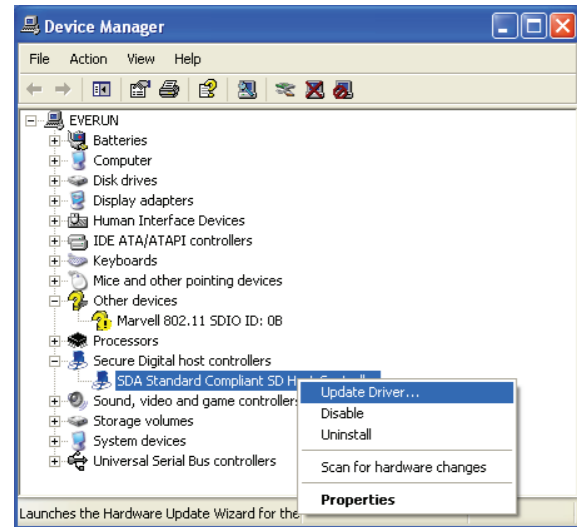 Device Manager
File Action View Help
EVERUN
Batteries
Computer
Disk drives
Display adapters
Human Interface Devices
IDE ATA/ATAPI controllers
Keyboards
Mice and other pointing devices
Other devices
Marvell 802.11 SDIO ID: 0B
Processors
Secure Digital host controllers
SDA Standard Compliant SD
Update Driver...
Sound, video and game controllers
Disable
Storage volumes
Uninstall
System devices
Universal Serial Bus controllers
Scan for hardware changes
Properties
Launches the Hardware Update Wizard for the